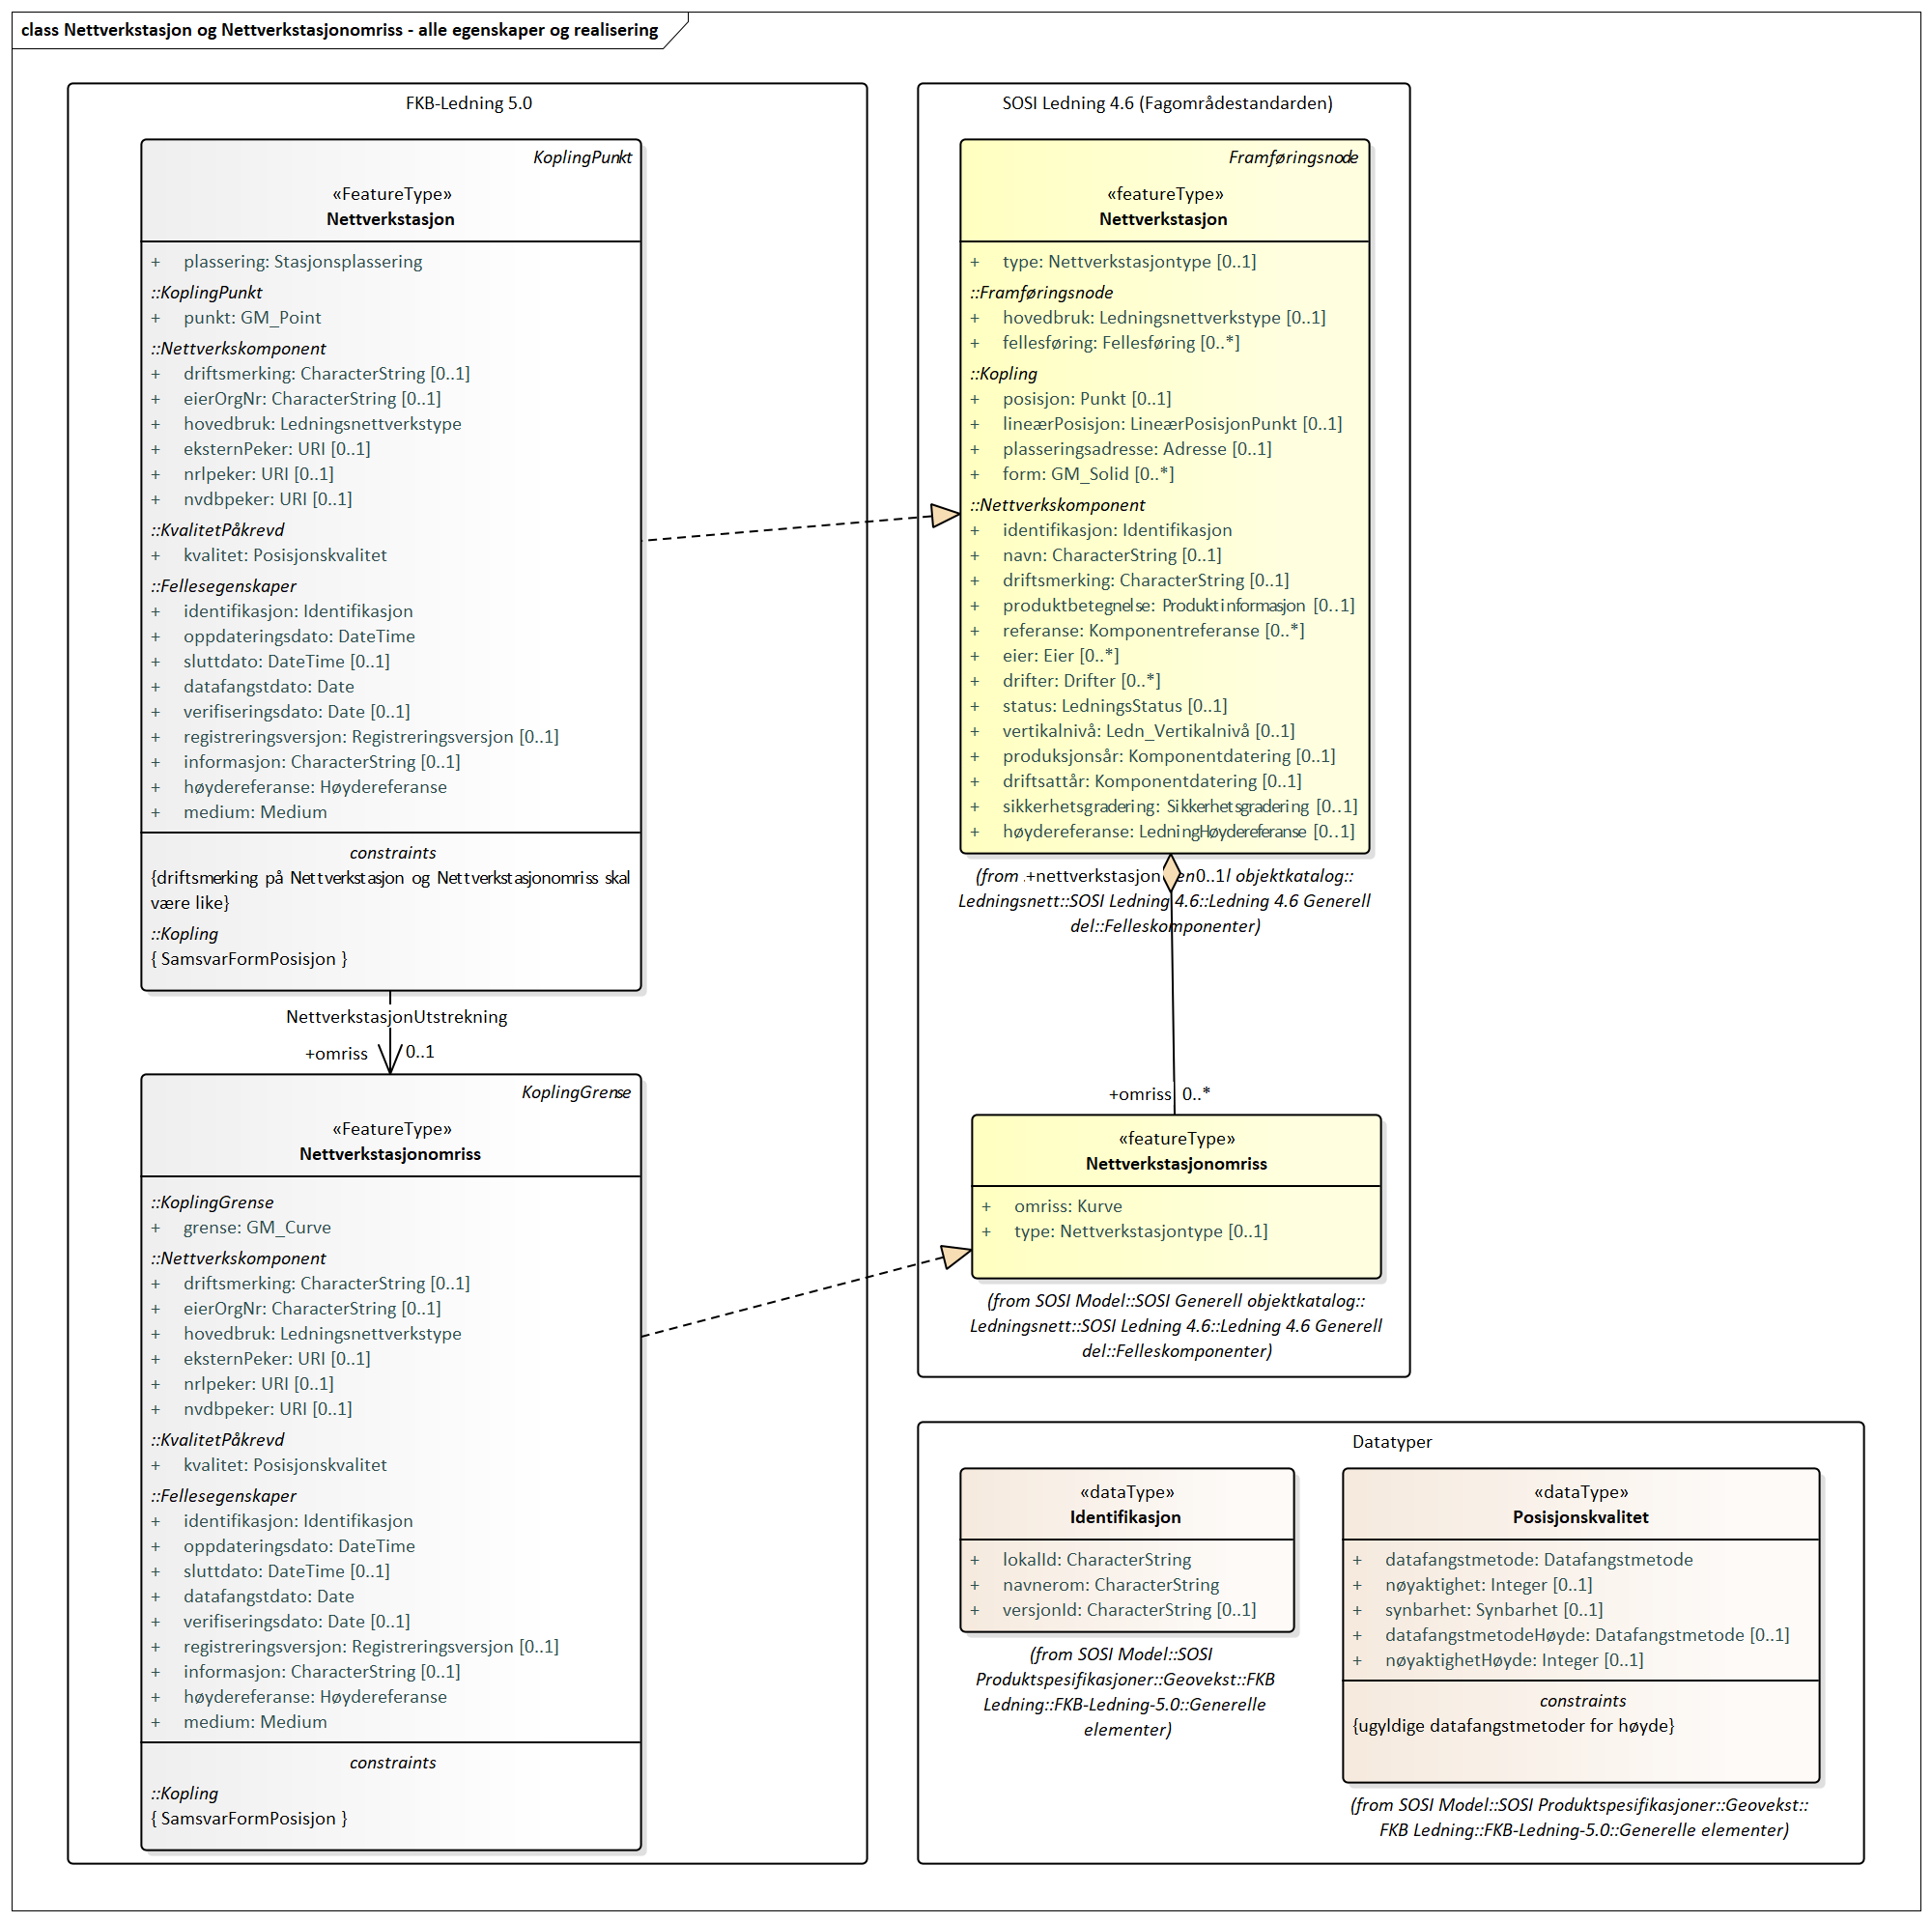 class Nettverkstasjon og Nettverkstasjonomriss - alle egenskaper og realisering
FKB-Ledning 5.0
KoplingPunkt
«FeatureType»
Nettverkstasjon
+ plassering: Stasjonsplassering
::KoplingPunkt
+ punkt: GM_Point
::Nettverkskomponent
+ driftsmerking: CharacterString [0..1]
+ eierOrgNr: CharacterString [0..1]
+ hovedbruk: Ledningsnettverkstype
+ eksternPeker: URI [0..1]
+ nrlpeker: URI [0..1]
+ nvdbpeker: URI [0..1]
::KvalitetPåkrevd
+ kvalitet: Posisjonskvalitet
::Fellesegenskaper
+ identifikasjon: Identifikasjon
+ oppdateringsdato: DateTime
+ sluttdato: DateTime [0..1]
+ datafangstdato: Date
+ verifiseringsdato: Date [0..1]
+ registreringsversjon: Registreringsversjon [0..1]
+ informasjon: CharacterString [0..1]
+ høydereferanse: Høydereferanse
+ medium: Medium
constraints
{driftsmerking på Nettverkstasjon og Nettverkstasjonomriss skal
være like}
::Kopling
{ SamsvarFormPosisjon }
NettverkstasjonUtstrekning
+omriss 0..1
KoplingGrense
«FeatureType»
Nettverkstasjonomriss
::KoplingGrense
+ grense: GM_Curve
::Nettverkskomponent
+ driftsmerking: CharacterString [0..1]
+ eierOrgNr: CharacterString [0..1]
+ hovedbruk: Ledningsnettverkstype
+ eksternPeker: URI [0..1]
+ nrlpeker: URI [0..1]
+ nvdbpeker: URI [0..1]
::KvalitetPåkrevd
+ kvalitet: Posisjonskvalitet
::Fellesegenskaper
+ identifikasjon: Identifikasjon
+ oppdateringsdato: DateTime
+ sluttdato: DateTime [0..1]
+ datafangstdato: Date
+ verifiseringsdato: Date [0..1]
+ registreringsversjon: Registreringsversjon [0..1]
+ informasjon: CharacterString [0..1]
+ høydereferanse: Høydereferanse
+ medium: Medium
constraints
::Kopling
{ SamsvarFormPosisjon }
SOSI Ledning 4.6 (Fagområdestandarden)
Framføringsnode
«featureType»
Nettverkstasjon
+ type: Nettverkstasjontype [0..1]
::Framføringsnode
+ hovedbruk: Ledningsnettverkstype [0..1]
+ fellesføring: Fellesføring [0..*]
::Kopling
+ posisjon: Punkt [0..1]
+ lineærPosisjon: LineærPosisjonPunkt [0..1]
+ plasseringsadresse: Adresse [0..1]
+ form: GM_Solid [0..*]
::Nettverkskomponent
+ identifikasjon: Identifikasjon
+ navn: CharacterString [0..1]
+ driftsmerking: CharacterString [0..1]
+ produktbetegnelse: Produktinformasjon [0..1]
+ referanse: Komponentreferanse [0..*]
+ eier: Eier [0..*]
+ drifter: Drifter [0..*]
+ status: LedningsStatus [0..1]
+ vertikalnivå: Ledn_Vertikalnivå [0..1]
+ produksjonsår: Komponentdatering [0..1]
+ driftsattår: Komponentdatering [0..1]
+ sikkerhetsgradering: Sikkerhetsgradering [0..1]
+ høydereferanse: LedningHøydereferanse [0..1]
(from +nettverkstasjon 0..1 objektkatalog::
Ledningsnett::SOSI Ledning 4.6::Ledning 4.6 Generell
del::Felleskomponenter)
+omriss 0..*
«featureType»
Nettverkstasjonomriss
+ omriss: Kurve
+ type: Nettverkstasjontype [0..1]
(from SOSI Model::SOSI Generell objektkatalog::
Ledningsnett::SOSI Ledning 4.6::Ledning 4.6 Generell
del::Felleskomponenter)
Datatyper
«dataType»
Identifikasjon
+ lokalId: CharacterString
+ navnerom: CharacterString
+ versjonId: CharacterString [0..1]
(from SOSI Model::SOSI
Produktspesifikasjoner::Geovekst::FKB
Ledning::FKB-Ledning-5.0::Generelle
elementer)
«dataType»
Posisjonskvalitet
+ datafangstmetode: Datafangstmetode
+ nøyaktighet: Integer [0..1]
+ synbarhet: Synbarhet [0..1]
+ datafangstmetodeHøyde: Datafangstmetode [0..1]
+ nøyaktighetHøyde: Integer [0..1]
constraints
{ugyldige datafangstmetoder for høyde}
(from SOSI Model::SOSI Produktspesifikasjoner::Geovekst::
FKB Ledning::FKB-Ledning-5.0::Generelle elementer)